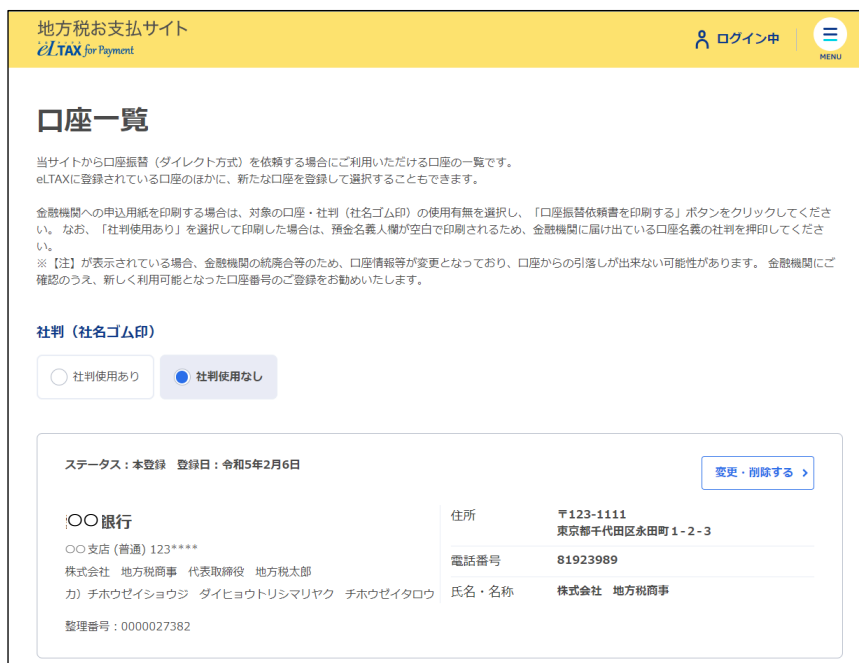 地方税お支払サイト
eLTAX for Payment
ログイン中
MENU
口座一覧
当サイトから口座振替（ダイレクト方式）を依頼する場合にご利用いただける口座の一覧です。
eLTAXに登録されている口座のほかに、新たな口座を登録して選択することもできます。
金融機関への申込用紙を印刷する場合は、対象の口座・社判（社名ゴム印）の使用有無を選択し、「口座振替依頼書を印刷する」ボタンをクリックしてくださ
い。 なお、「社判使用あり」を選択して印刷した場合は、預金名義人欄が空白で印刷されるため、金融機関に届け出ている口座名義の社判を押印してくださ
い。
※【注】が表示されている場合、金融機関の統廃合等のため、口座情報等が変更となっており、口座からの引落しが出来ない可能性があります。 金融機関にご
確認のうえ、新しく利用可能となった口座番号のご登録をお勧めいたします。
社判（社名ゴム印）
社判使用あり
社判使用なし
ステータス：本登録 登録日：令和5年2月6日
変更・削除する
〇〇銀行
○○支店 (普通) 123****
株式会社 地方税商事 代表取締役 地方税太郎
カ）チホウゼイショウジ ダイヒョウトリシマリヤク チホウゼイタロウ
整理番号：0000027382
住所 〒123-1111
東京都千代田区永田町１-２-３
電話番号 81923989
氏名・名称 株式会社 地方税商事